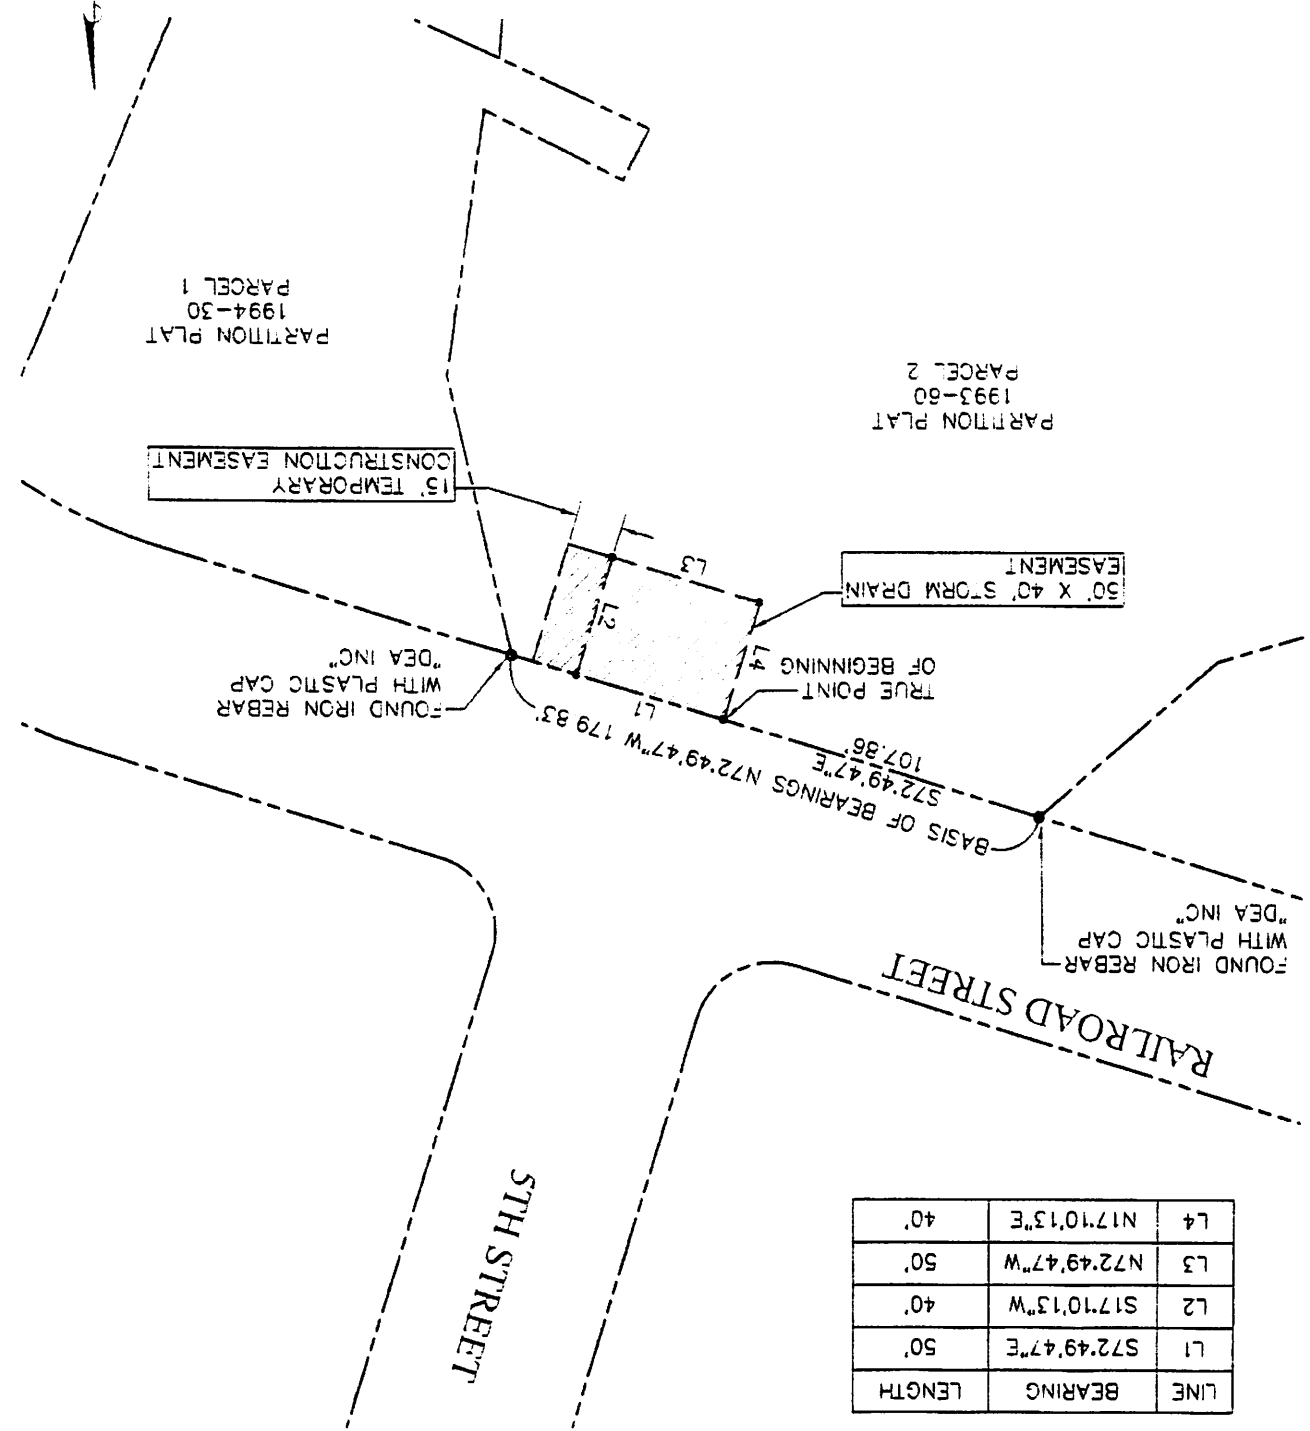 LINE BEARING LENGTH
L1 S72°49'47"E 50'
L2 S17°10'13"W 40'
L3 N72°49'47"W 50'
L4 N17°10'13"E 40'
5TH STREET
RAILROAD STREET
FOUND IRON REBAR
WITH PLASTIC CAP
"DEA INC"
BASIS OF BEARINGS N72°49'47"W 179.83'
S72°49'47"E
107.86'
TRUE POINT
OF BEGINNING
L1
FOUND IRON REBAR
WITH PLASTIC CAP
"DEA INC"
L4
L2
L3
50' X 40' STORM DRAIN
EASEMENT
15' TEMPORARY
CONSTRUCTION EASEMENT
PARTITION PLAT
1993-60
PARCEL 2
PARTITION PLAT
1994-30
PARCEL 1